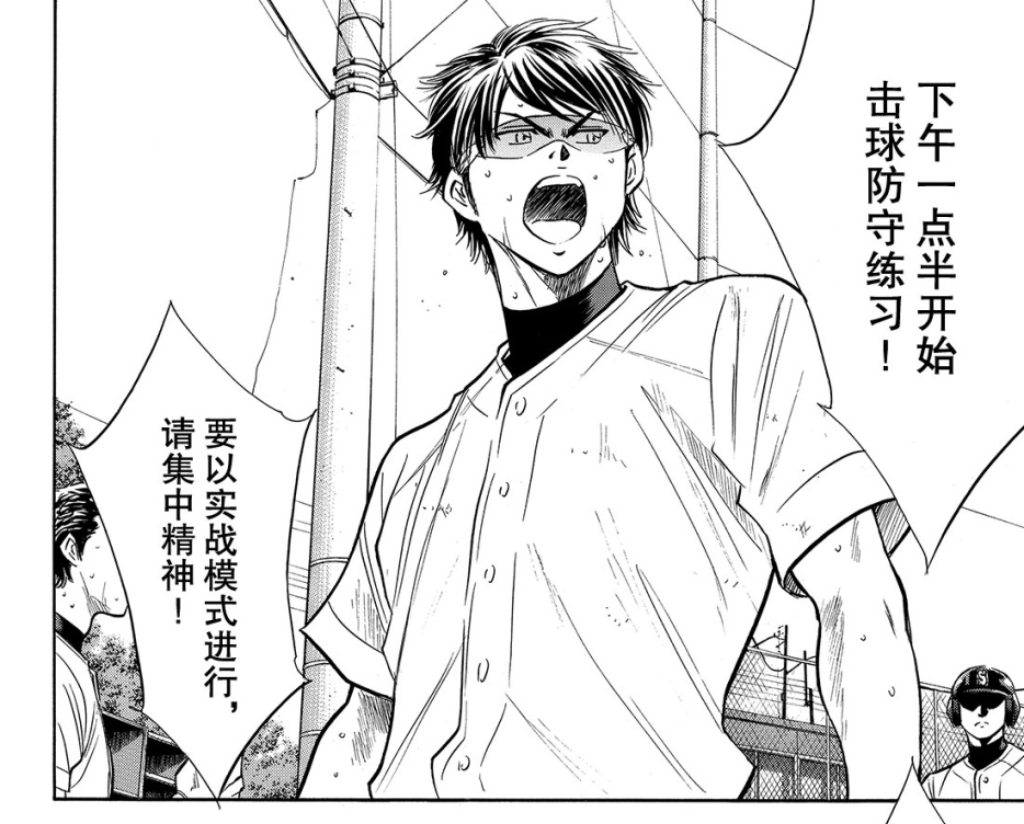 下午一点半开始
击球防守练习！
要以实战模式进行，
请集中精神！
S